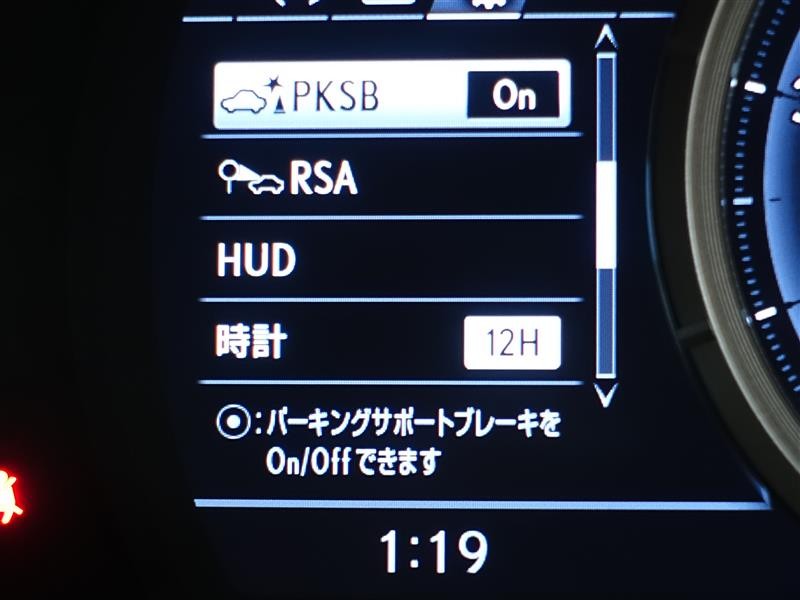 PKSB On
RSA
HUD
時計 12H
⦿:パーキングサポートブレーキを
On/Offできます
1:19